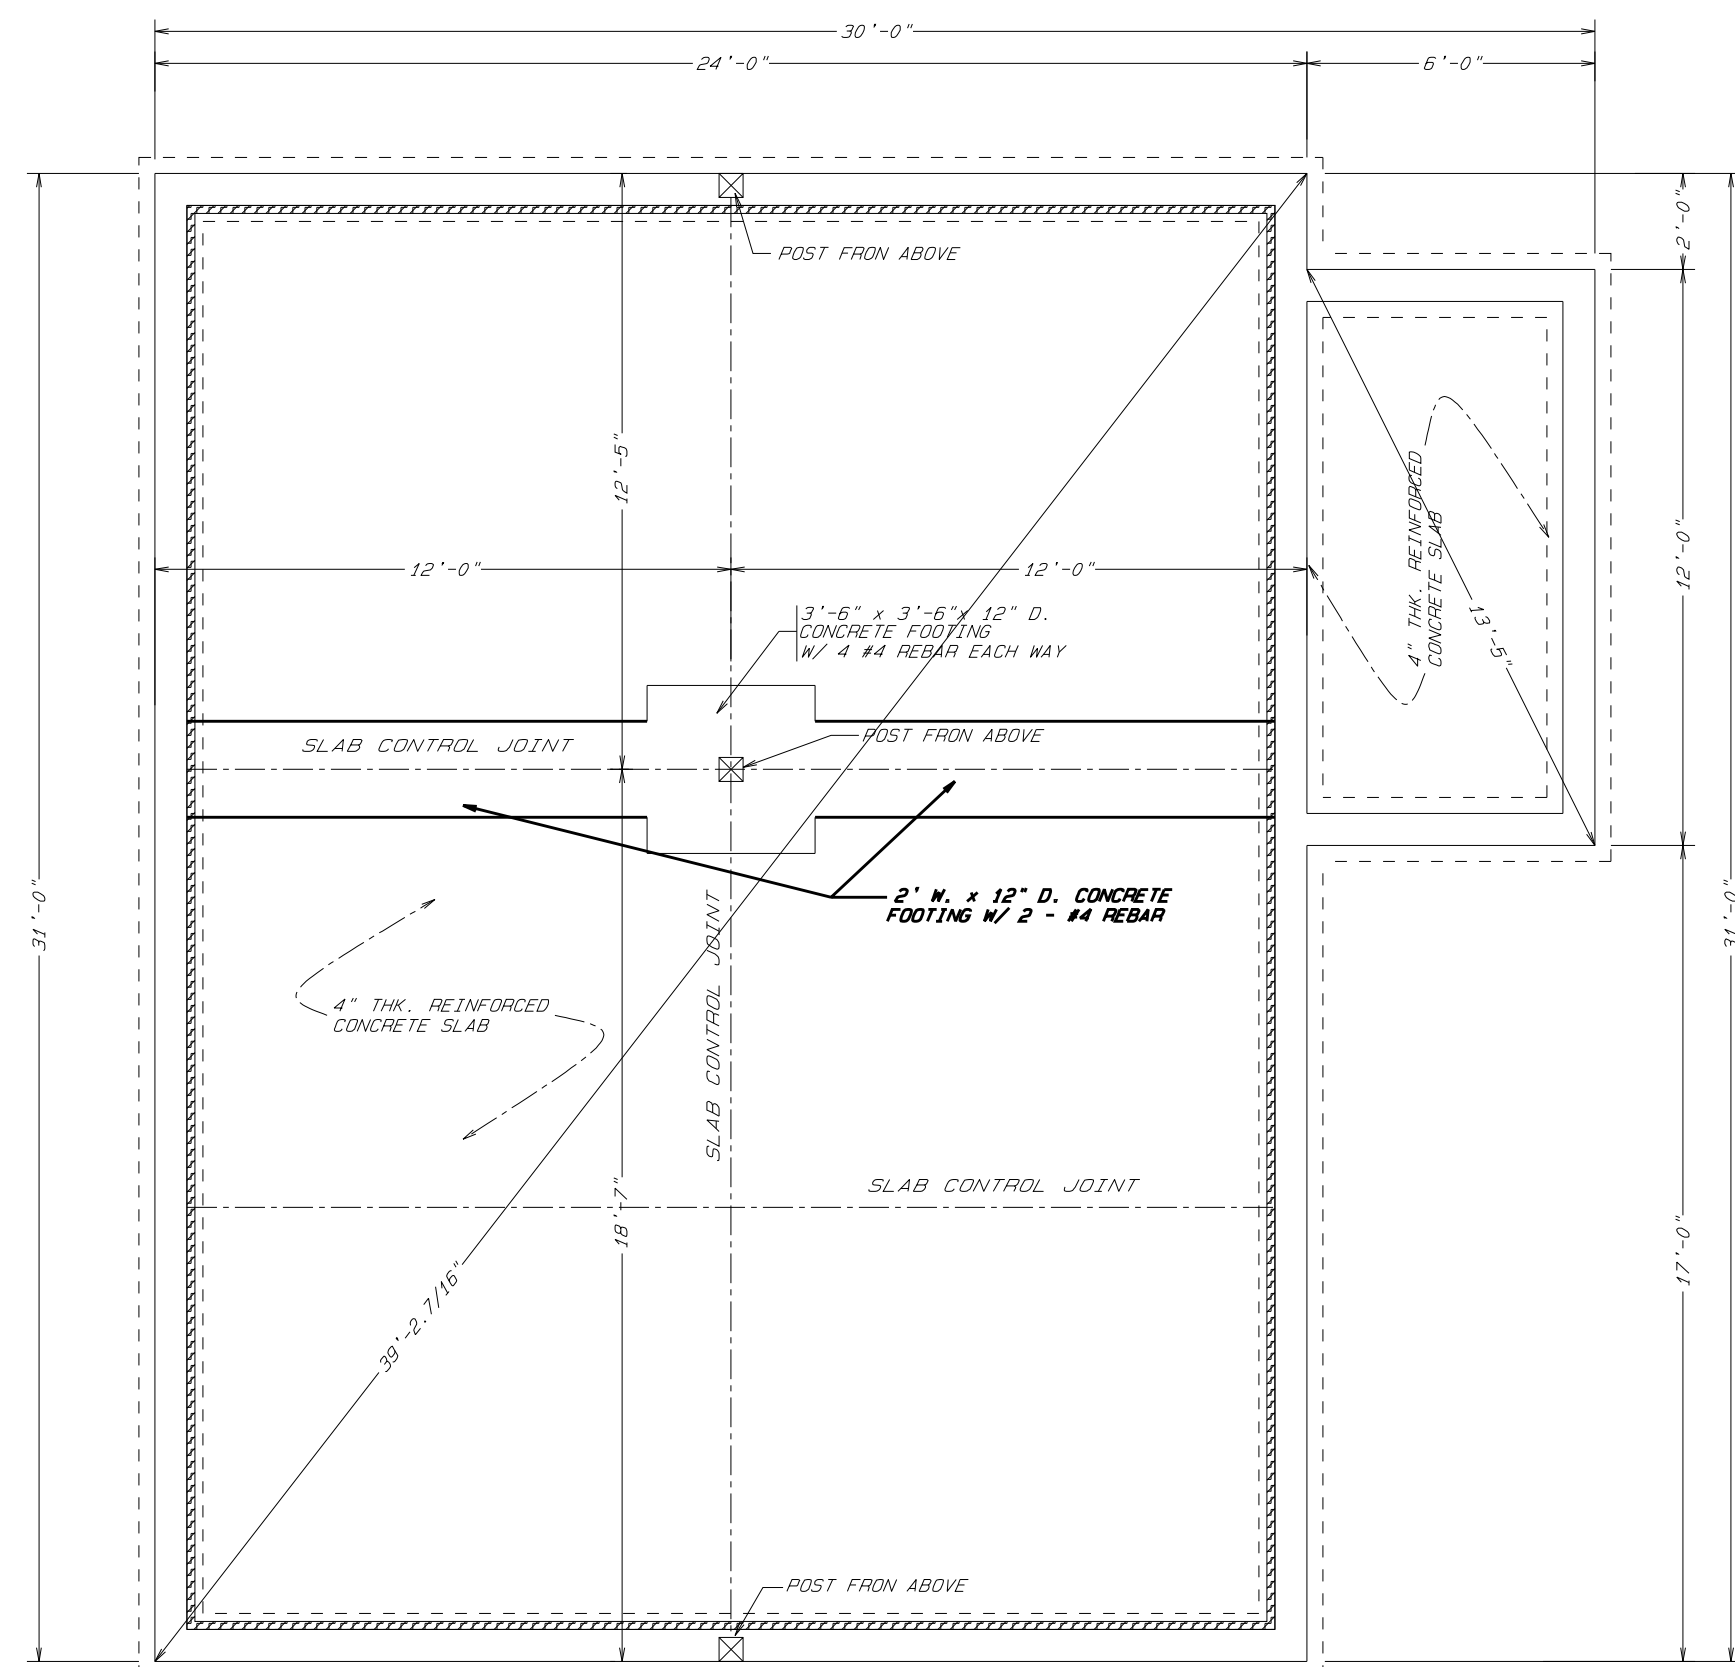 30'-0"
24'-0"
6'-0"
2'-0"
POST FRON ABOVE
12'-5"
12'-0"
12'-0"
4" THK. REINFORCED
CONCRETE SLAB
12'-0"
13'-5"
3'-6" x 3'-6"x 12" D.
CONCRETE FOOTING
W/ 4 #4 REBAR EACH WAY
SLAB CONTROL JOINT
POST FRON ABOVE
2' W. x 12" D. CONCRETE
FOOTING W/ 2 - #4 REBAR
31'-0"
31'-0"
SLAB CONTROL JOINT
4" THK. REINFORCED
CONCRETE SLAB
SLAB CONTROL JOINT
18'-7"
17'-0"
39'-2.7/16"
POST FRON ABOVE